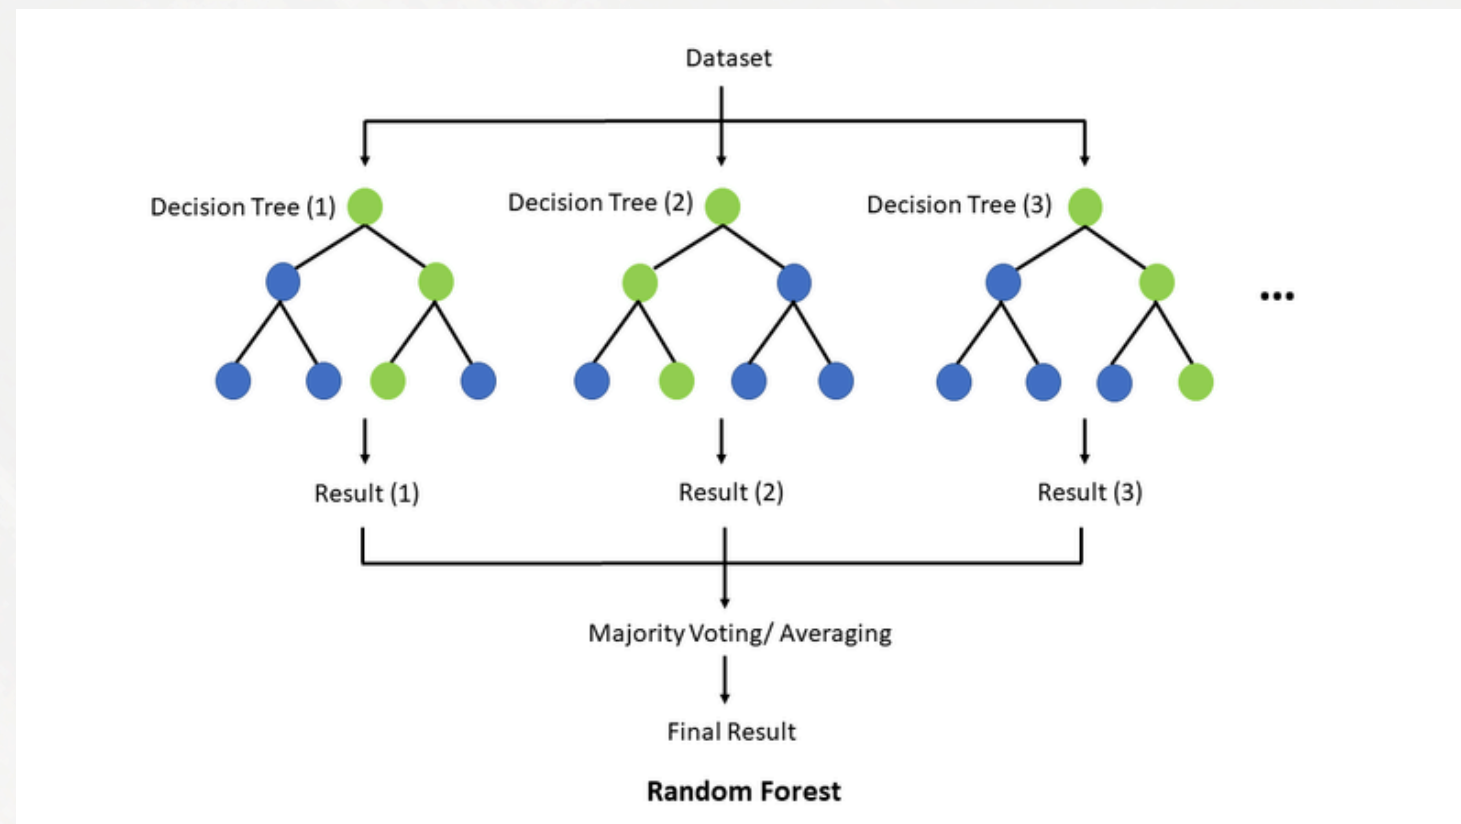 Dataset
Decision Tree (1)
Decision Tree (2)
Decision Tree (3)
...
Result (1)
Result (2)
Result (3)
Majority Voting/ Averaging
Final Result
Random Forest